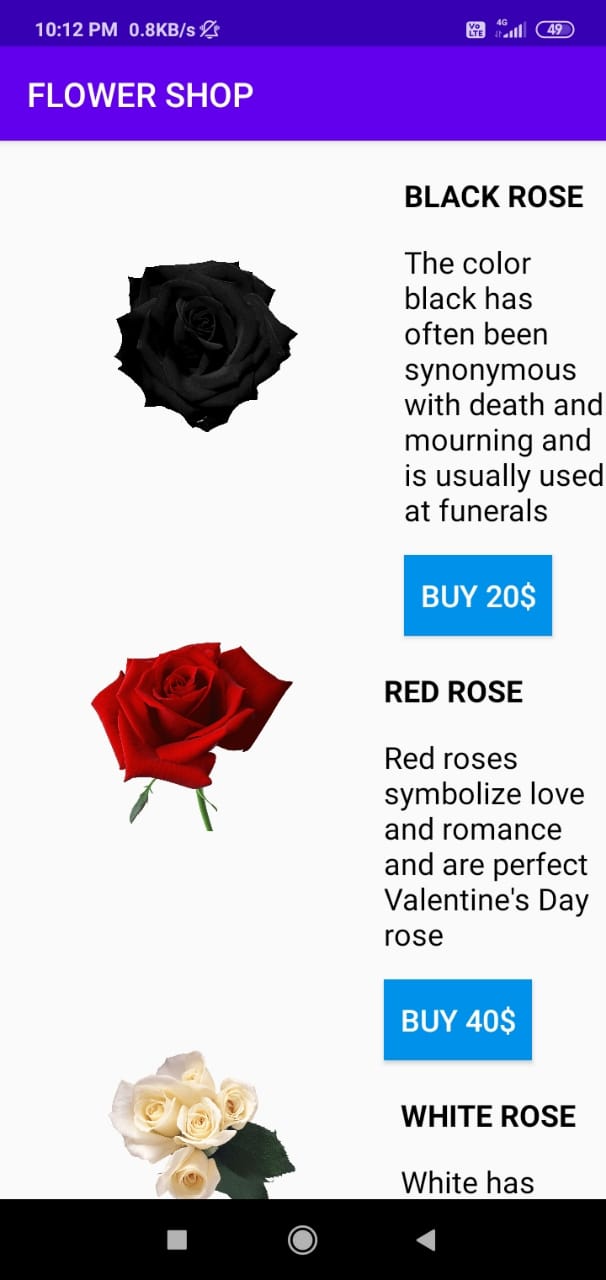 10:12 PM 0.8KB/s Vo LTE 4G 49
FLOWER SHOP
BLACK ROSE
The color
black has
often been
synonymous
with death and
mourning and
is usually used
at funerals
BUY 20$
RED ROSE
Red roses
symbolize love
and romance
and are perfect
Valentine's Day
rose
BUY 40$
WHITE ROSE
White has